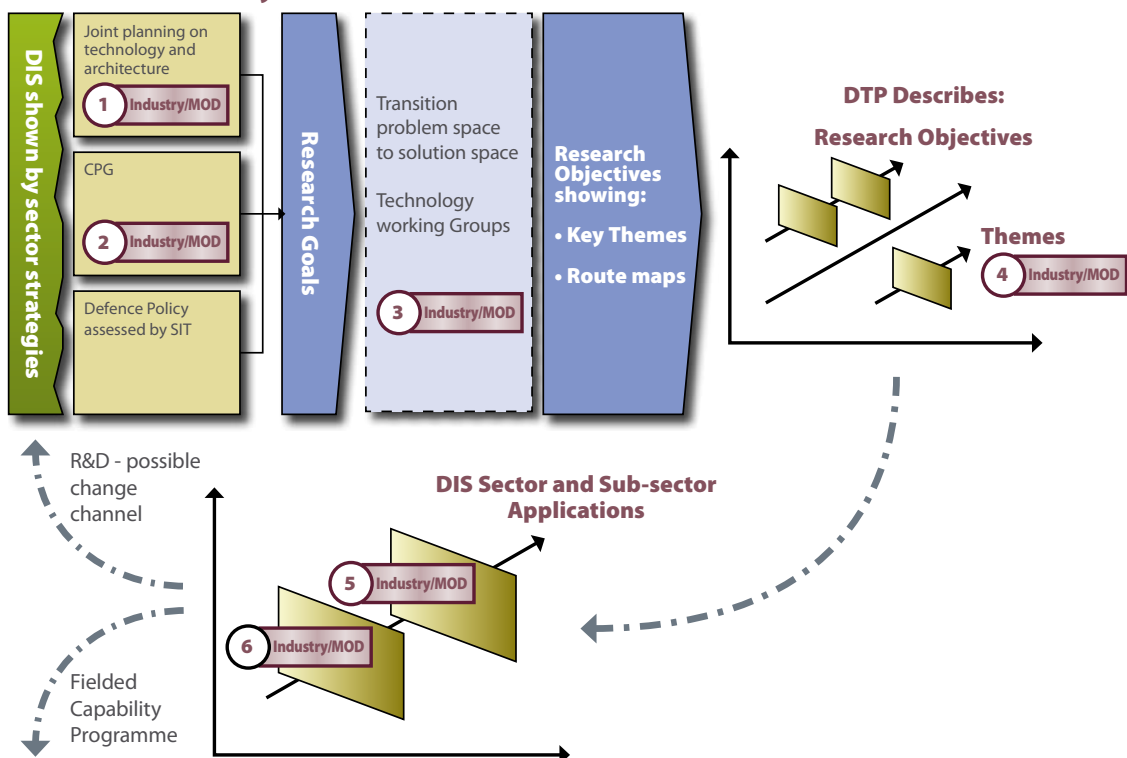 DIS shown by sector strategies
Joint planning on
technology and
architecture
1 Industry/MOD
CPG
2 Industry/MOD
Defence Policy
assessed by SIT
Research Goals
Transition
problem space
to solution space
Technology
working Groups
3 Industry/MOD
Research
Objectives
showing:
• Key Themes
• Route maps
DTP Describes:
Research Objectives
Themes
4 Industry/MOD
R&D - possible
change
channel
DIS Sector and Sub-sector
Applications
5 Industry/MOD
6 Industry/MOD
Fielded
Capability
Programme